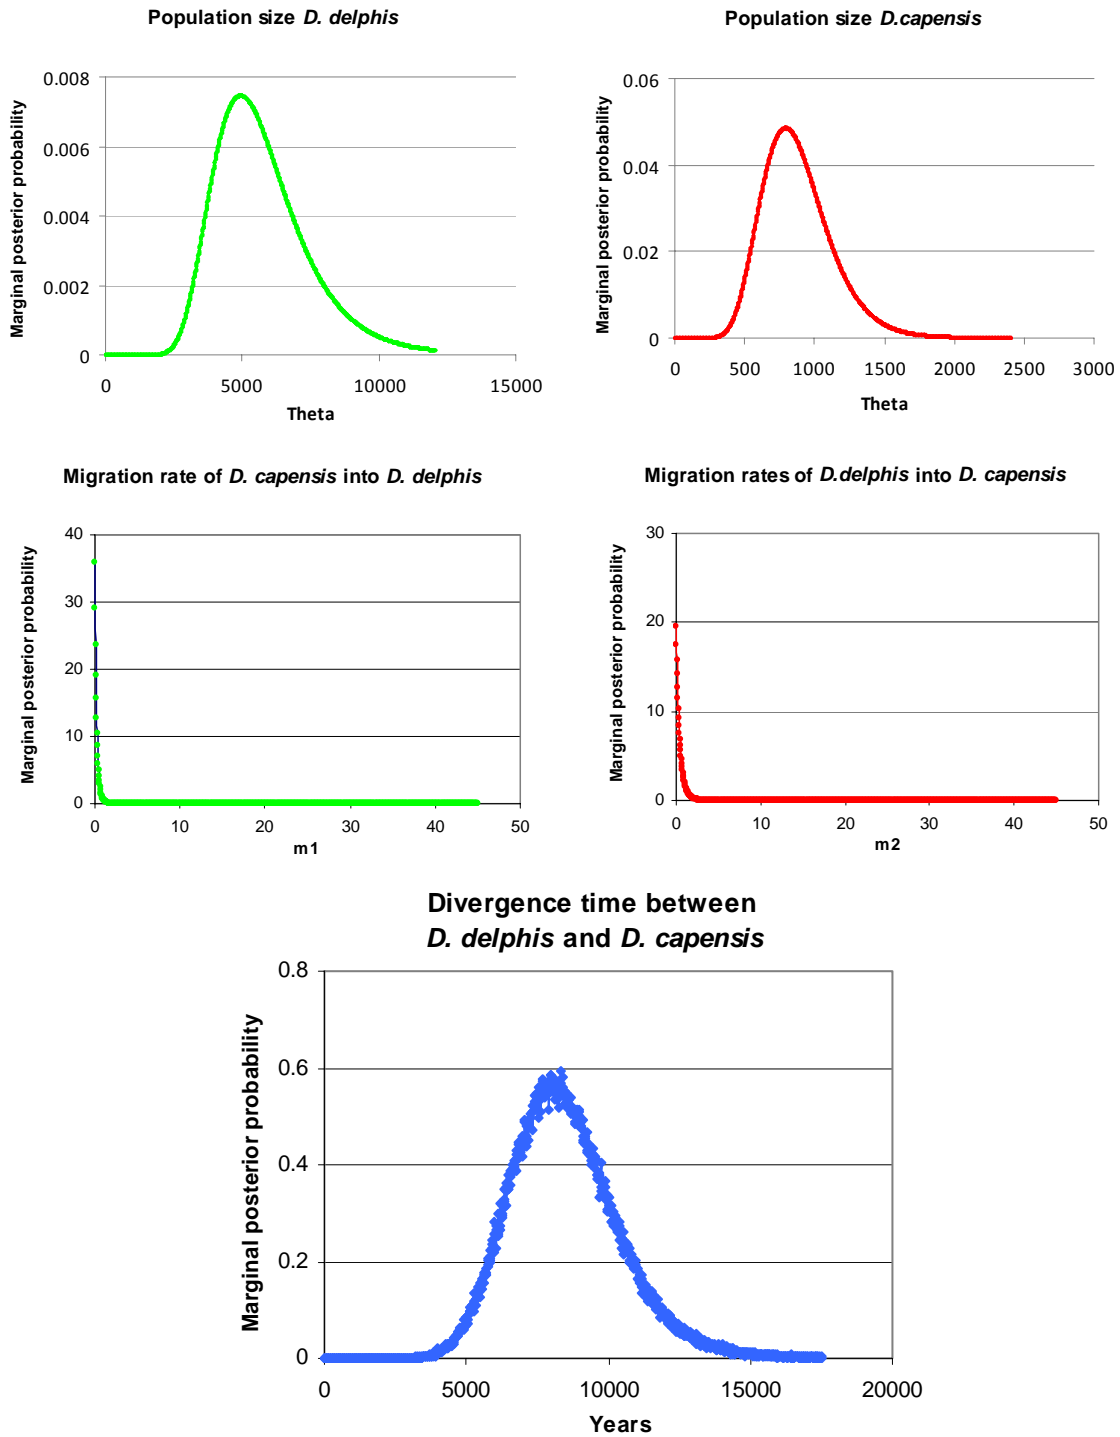 Population size D. delphis
Marginal posterior probability
0.008
0.006
0.004
0.002
0
0 5000 10000 15000
Theta
Population size D.capensis
Marginal posterior probability
0.06
0.04
0.02
0
0 500 1000 1500 2000 2500 3000
Theta
Migration rate of D. capensis into D. delphis
Marginal posterior probability
40
30
20
10
0
0 10 20 30 40 50
m1
Migration rates of D.delphis into D. capensis
Marginal posterior probability
30
20
10
0
0 10 20 30 40 50
m2
Divergence time between
D. delphis and D. capensis
Marginal posterior probability
0.8
0.6
0.4
0.2
0
0 5000 10000 15000 20000
Years